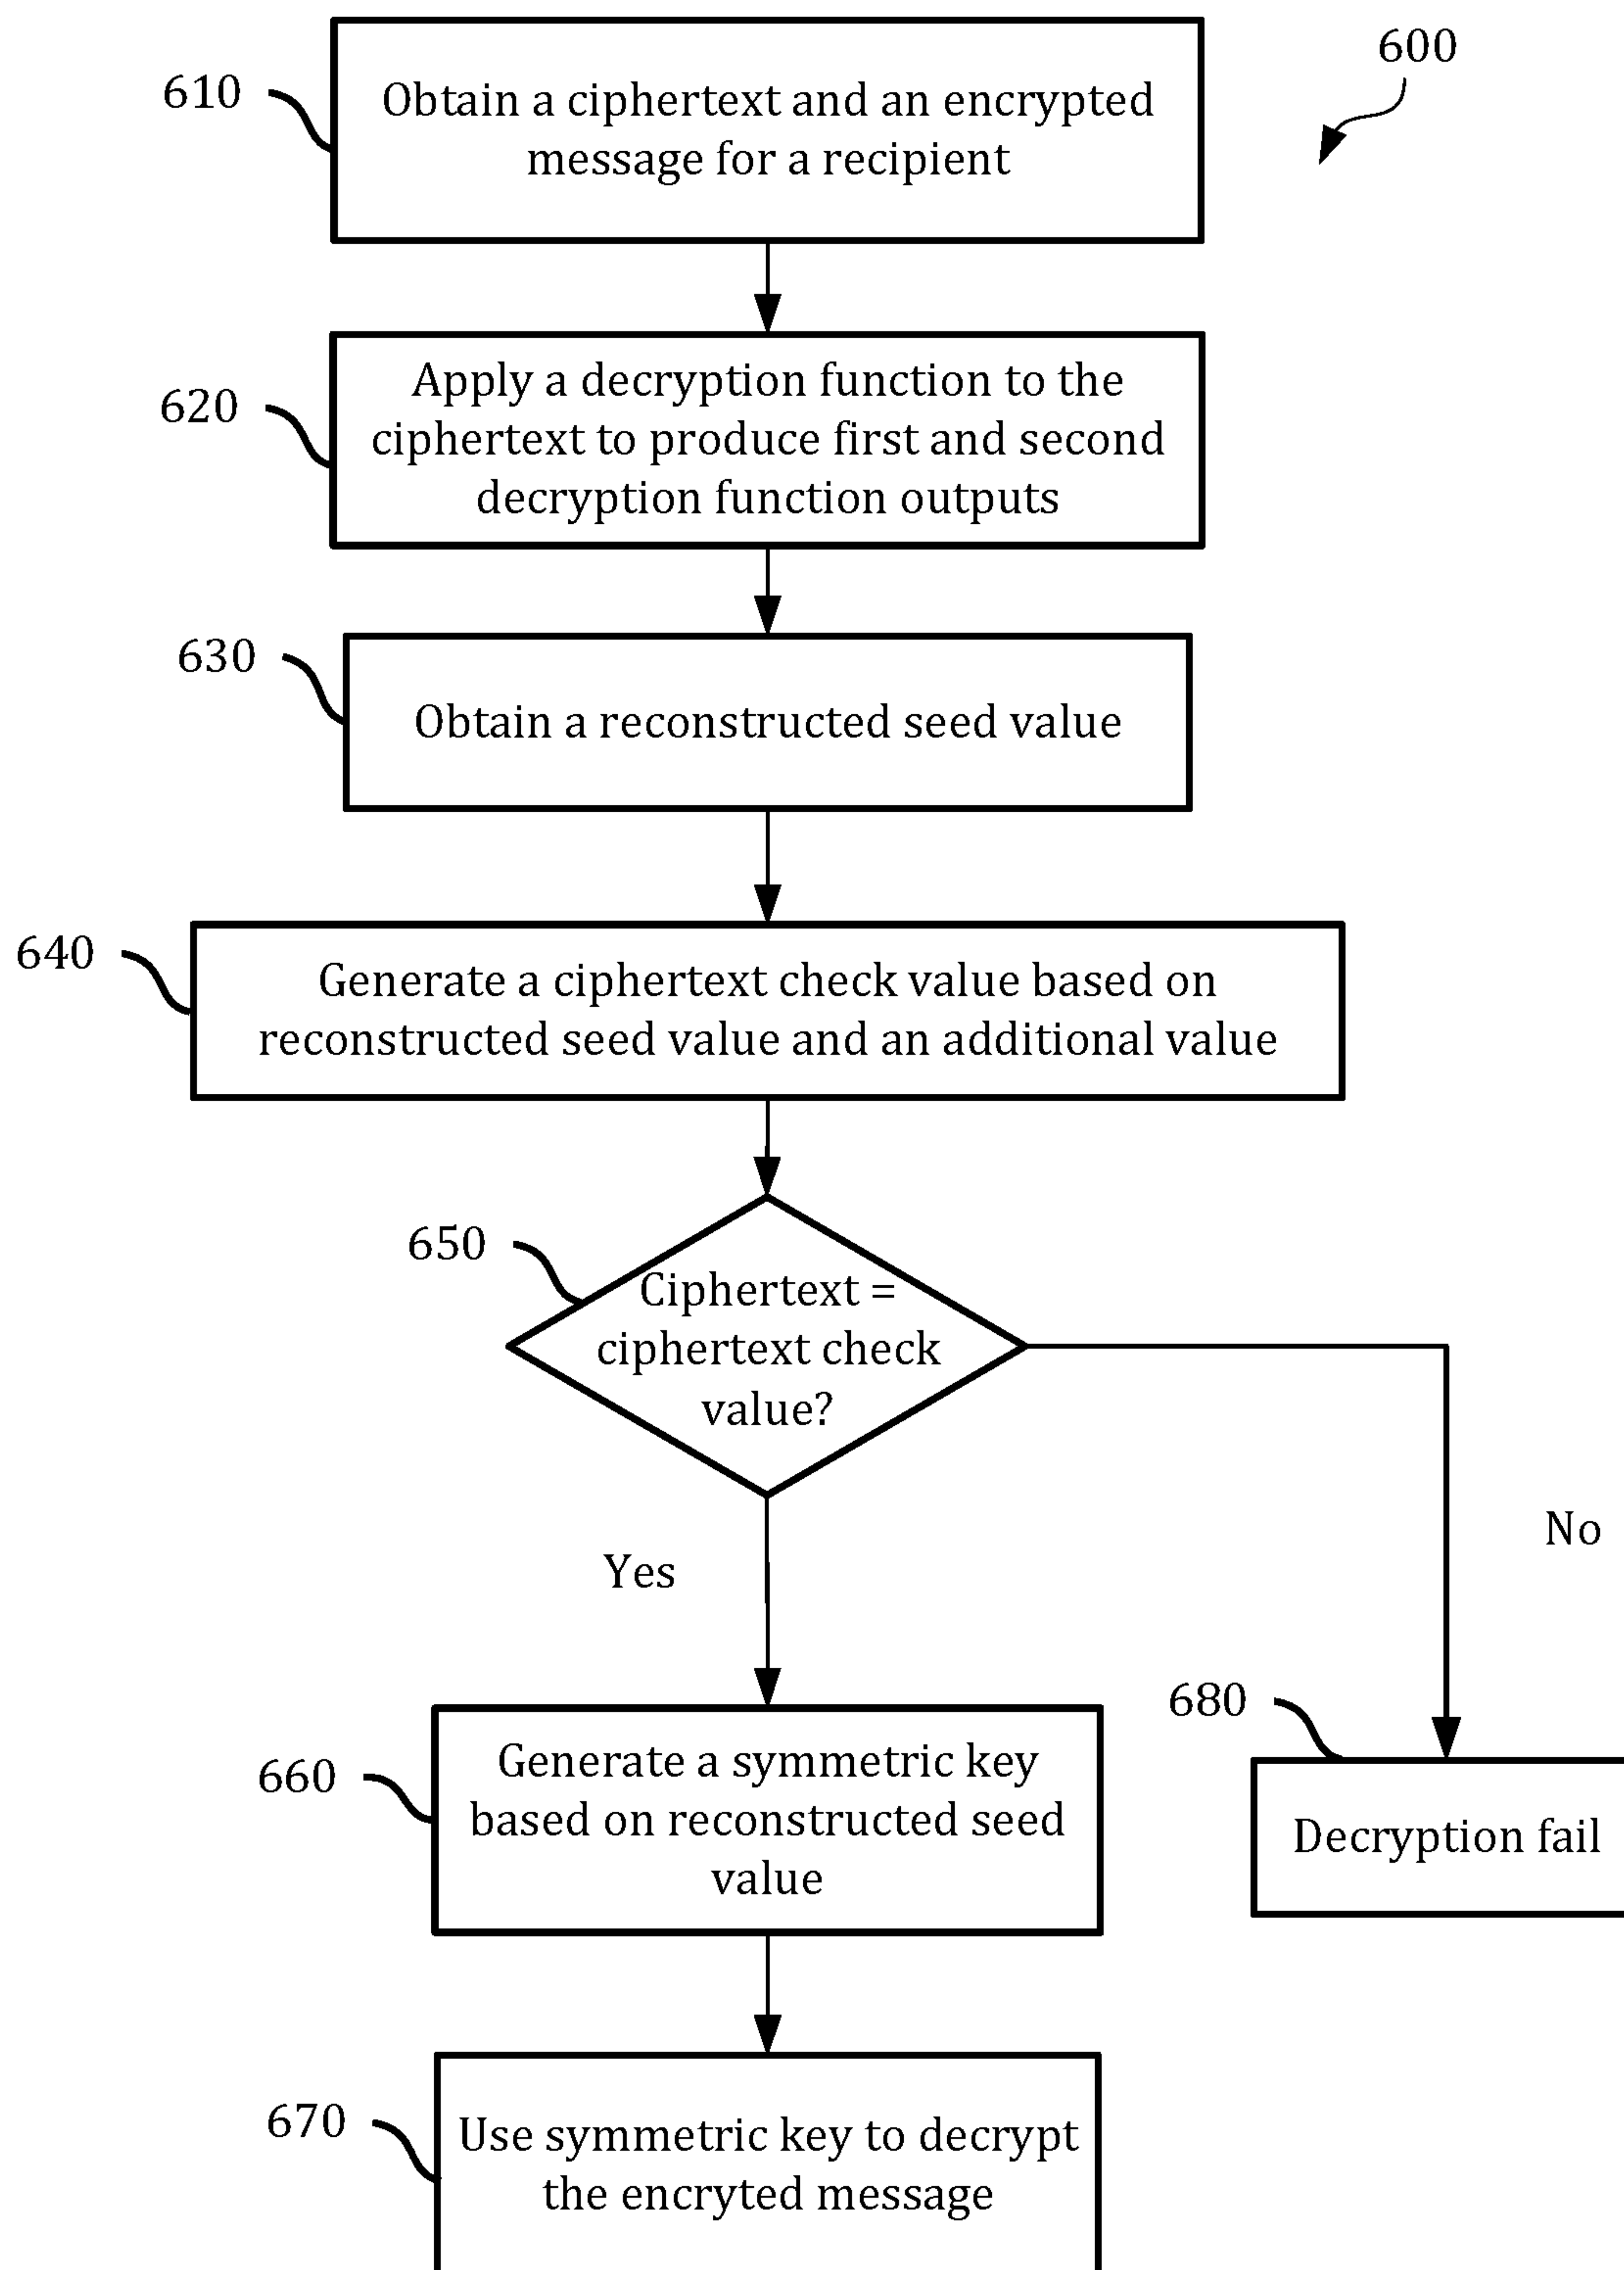 600
610
Obtain a ciphertext and an encrypted
message for a recipient
620
Apply a decryption function to the
ciphertext to produce first and second
decryption function outputs
630
Obtain a reconstructed seed value
640
Generate a ciphertext check value based on
reconstructed seed value and an additional value
650
Ciphertext =
ciphertext check
value?
Yes
No
660
Generate a symmetric key
based on reconstructed seed
value
680
Decryption fail
670
Use symmetric key to decrypt
the encryted message